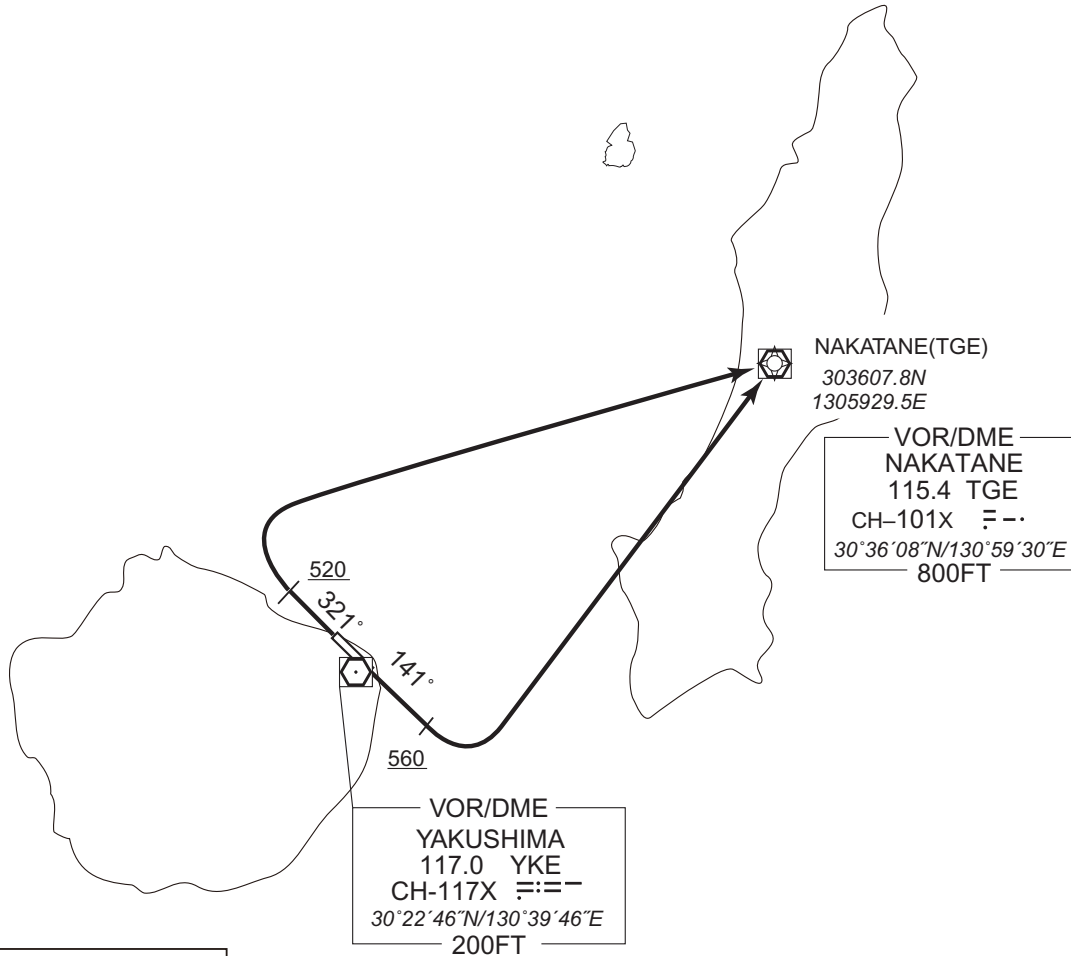 NAKATANE(TGE)
303607.8N
1305929.5E
VOR/DME
NAKATANE
115.4 TGE
CH–101X
30°36´08˝N/130°59´30˝E
800FT
520
321°
141°
560
VOR/DME
YAKUSHIMA
117.0 YKE
CH-117X
30°22´46˝N/130°39´46˝E
200FT